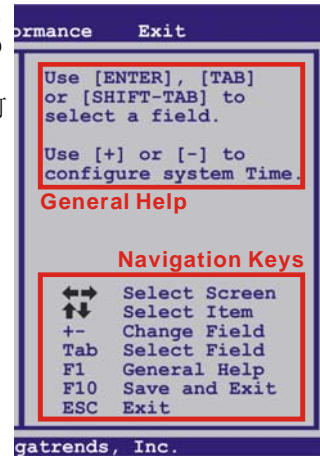 ormance Exit
Use [ENTER], [TAB]
or [SHIFT-TAB] to
select a field.
Use [+] or [-] to
configure system Time.
General Help
Navigation Keys
←→ Select Screen
↑↓ Select Item
+- Change Field
Tab Select Field
F1 General Help
F10 Save and Exit
ESC Exit
gatrends, Inc.